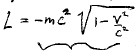 L = -mc² √(1 - v²/c²)